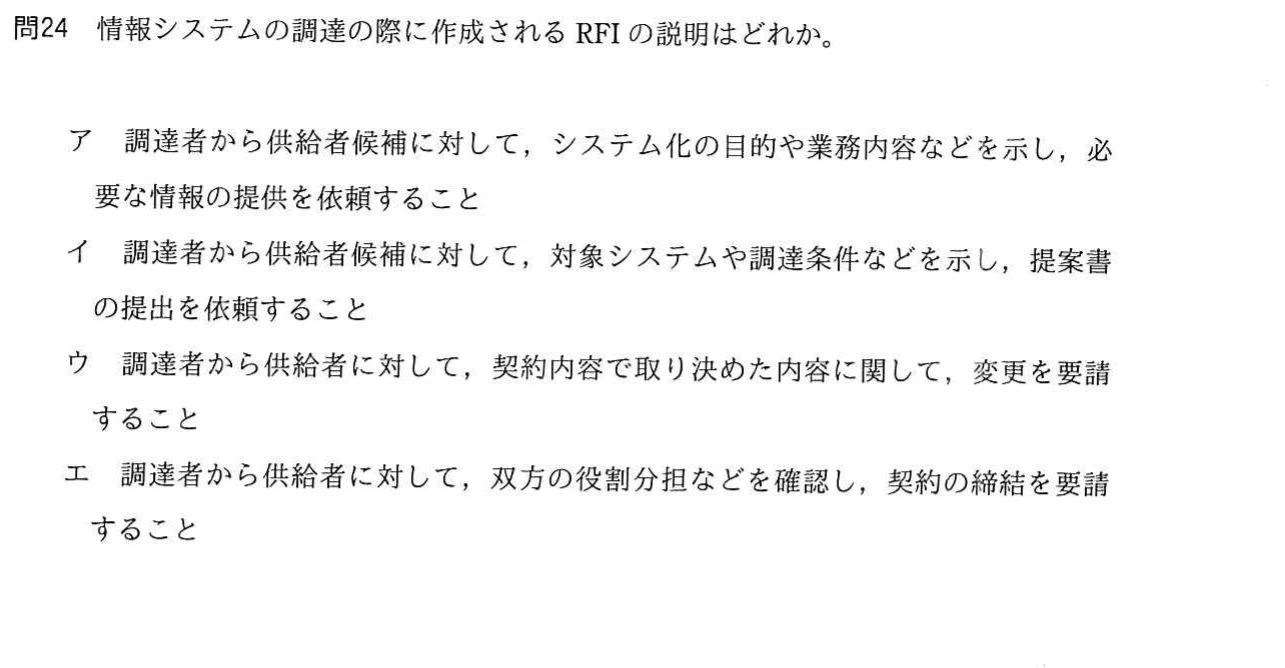 問24 情報システムの調達の際に作成される RFI の説明はどれか。
ア 調達者から供給者候補に対して，システム化の目的や業務内容などを示し，必
要な情報の提供を依頼すること
イ 調達者から供給者候補に対して，対象システムや調達条件などを示し，提案書
の提出を依頼すること
ウ 調達者から供給者に対して，契約内容で取り決めた内容に関して，変更を要請
すること
エ 調達者から供給者に対して，双方の役割分担などを確認し，契約の締結を要請
すること